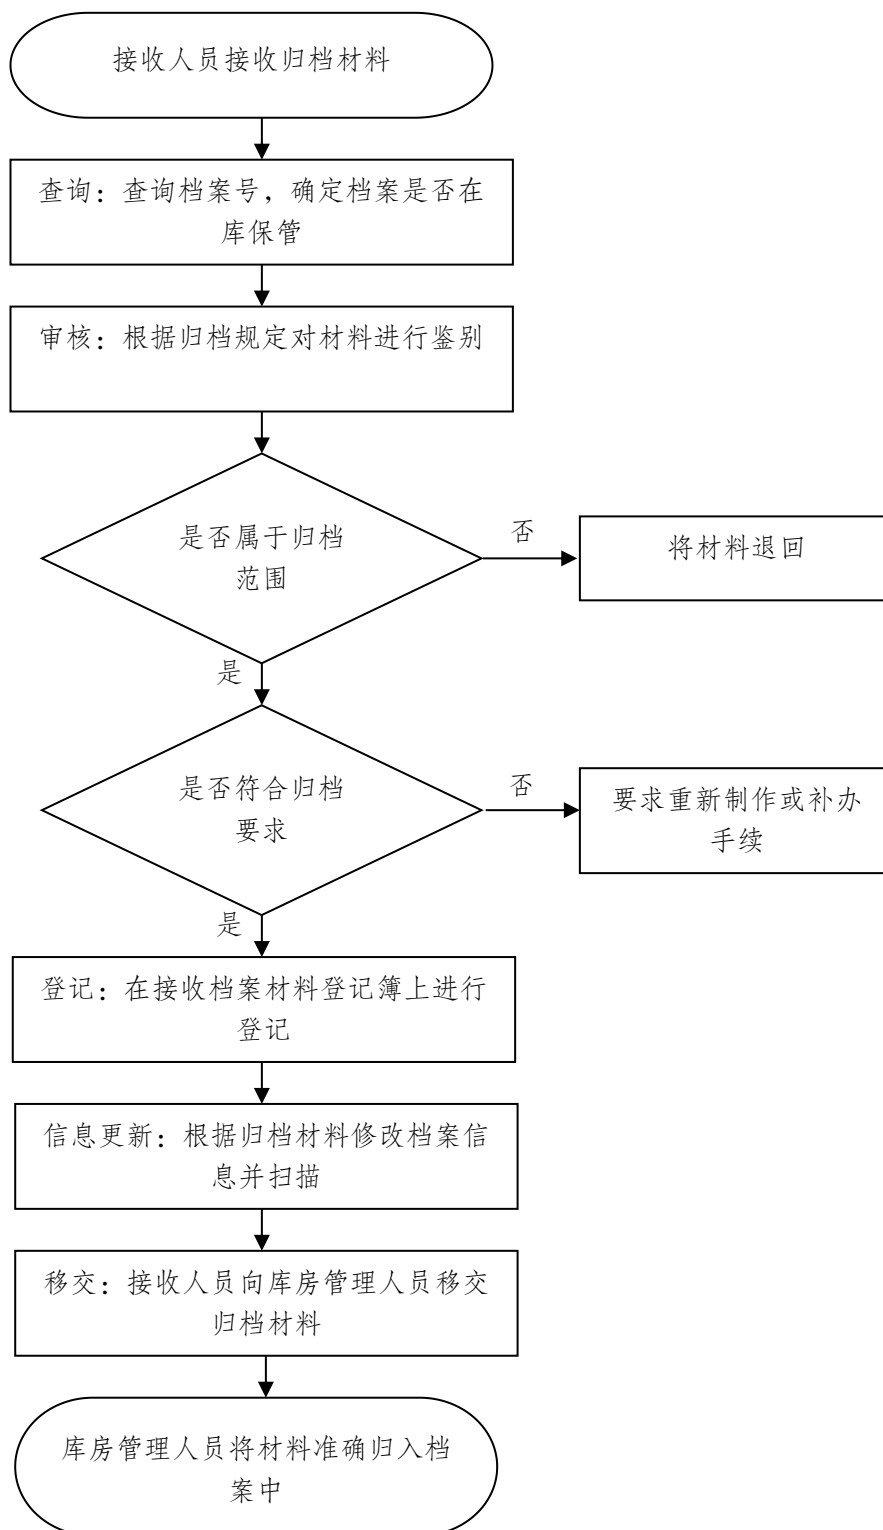 接收人员接收归档材料
查询：查询档案号，确定档案是否在
库保管
审核：根据归档规定对材料进行鉴别
是否属于归档
范围
否
将材料退回
是
是否符合归档
要求
否
要求重新制作或补办
手续
是
登记：在接收档案材料登记簿上进行
登记
信息更新：根据归档材料修改档案信
息并扫描
移交：接收人员向库房管理人员移交
归档材料
库房管理人员将材料准确归入档
案中